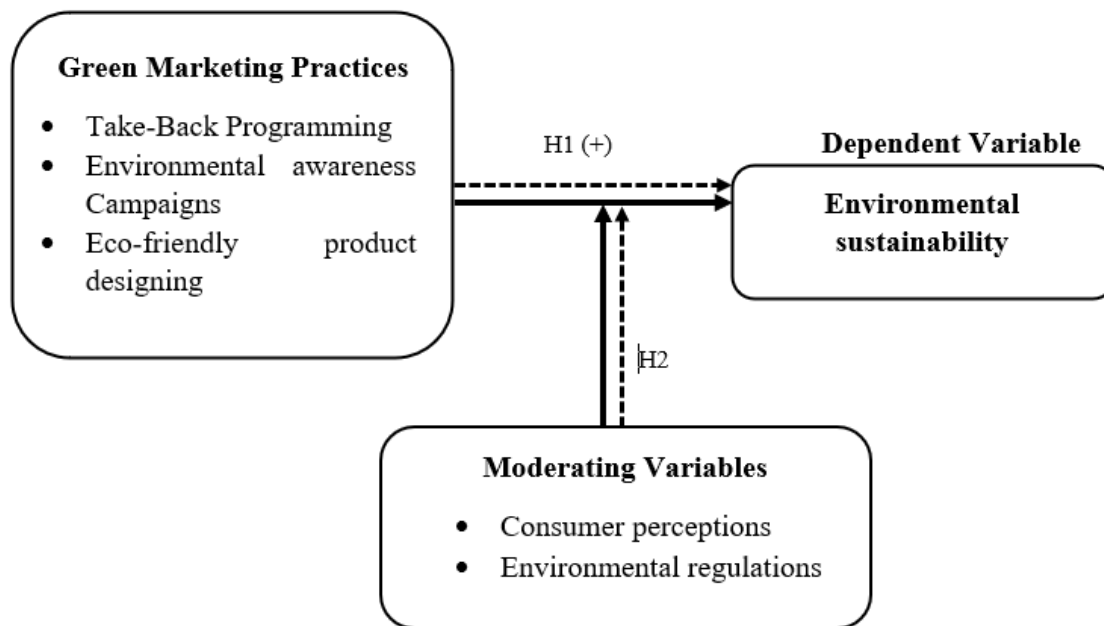 Green Marketing Practices
• Take-Back Programming
• Environmental awareness
Campaigns
• Eco-friendly product
designing
H1 (+)
Dependent Variable
Environmental
sustainability
H2
Moderating Variables
• Consumer perceptions
• Environmental regulations